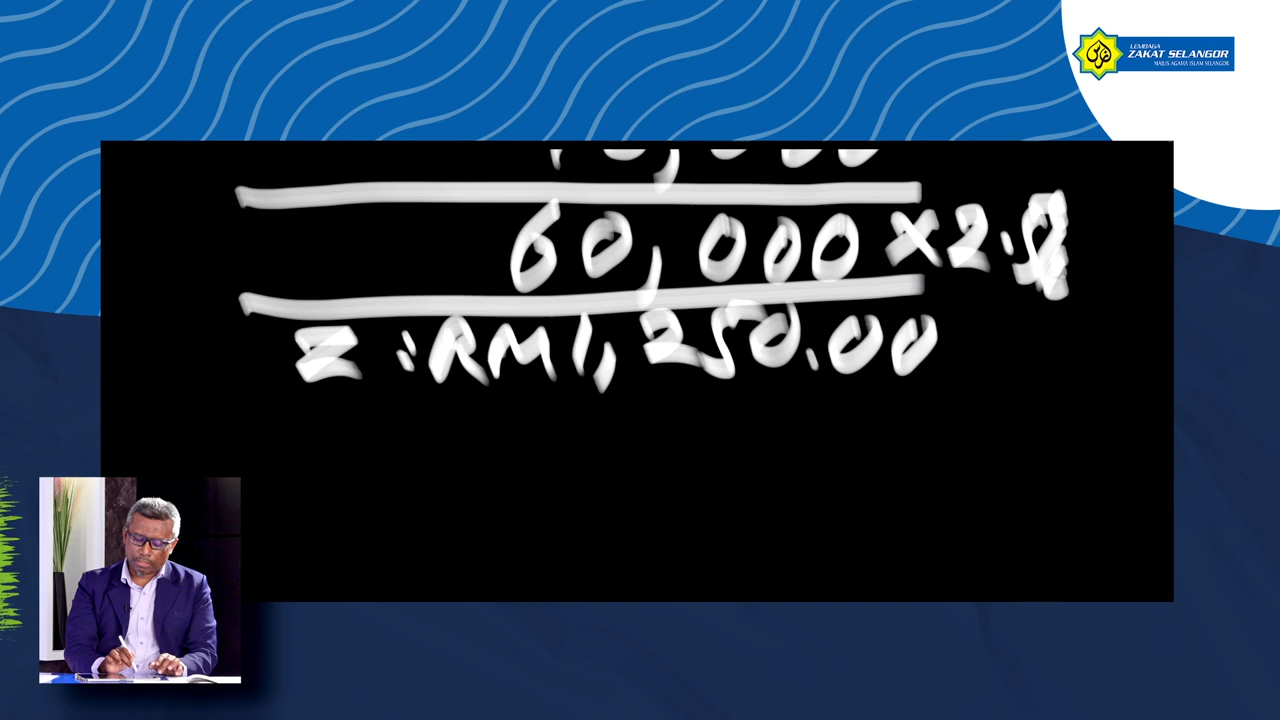 LEMBAGA
ZAKAT SELANGOR
MAJLIS AGAMA ISLAM SELANGOR
60,000 × 2.5
Z : RM1,250.00